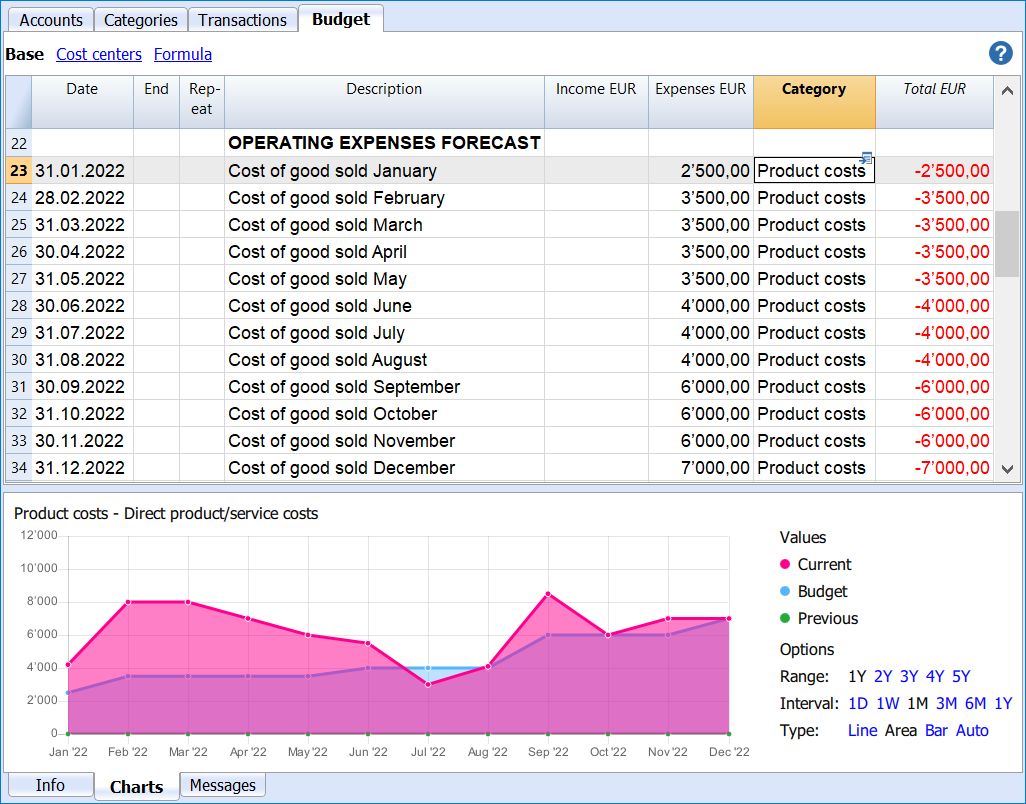 Accounts Categories Transactions Budget
Base Cost centers Formula ?
Date End Rep- Description Income EUR Expenses EUR Category Total EUR
eat
22 OPERATING EXPENSES FORECAST
23 31.01.2022 Cost of good sold January 2’500,00 Product costs -2’500,00
24 28.02.2022 Cost of good sold February 3’500,00 Product costs -3’500,00
25 31.03.2022 Cost of good sold March 3’500,00 Product costs -3’500,00
26 30.04.2022 Cost of good sold April 3’500,00 Product costs -3’500,00
27 31.05.2022 Cost of good sold May 3’500,00 Product costs -3’500,00
28 30.06.2022 Cost of good sold June 4’000,00 Product costs -4’000,00
29 31.07.2022 Cost of good sold July 4’000,00 Product costs -4’000,00
30 31.08.2022 Cost of good sold August 4’000,00 Product costs -4’000,00
31 30.09.2022 Cost of good sold September 6’000,00 Product costs -6’000,00
32 31.10.2022 Cost of good sold October 6’000,00 Product costs -6’000,00
33 30.11.2022 Cost of good sold November 6’000,00 Product costs -6’000,00
34 31.12.2022 Cost of good sold December 7’000,00 Product costs -7’000,00
Product costs - Direct product/service costs
12’000
10’000
8’000
6’000
4’000
2’000
0
Jan '22 Feb '22 Mar '22 Apr '22 May '22 Jun '22 Jul '22 Aug '22 Sep '22 Oct '22 Nov '22 Dec '22
Values
Current
Budget
Previous
Options
Range: 1Y 2Y 3Y 4Y 5Y
Interval: 1D 1W 1M 3M 6M 1Y
Type: Line Area Bar Auto
Info Charts Messages